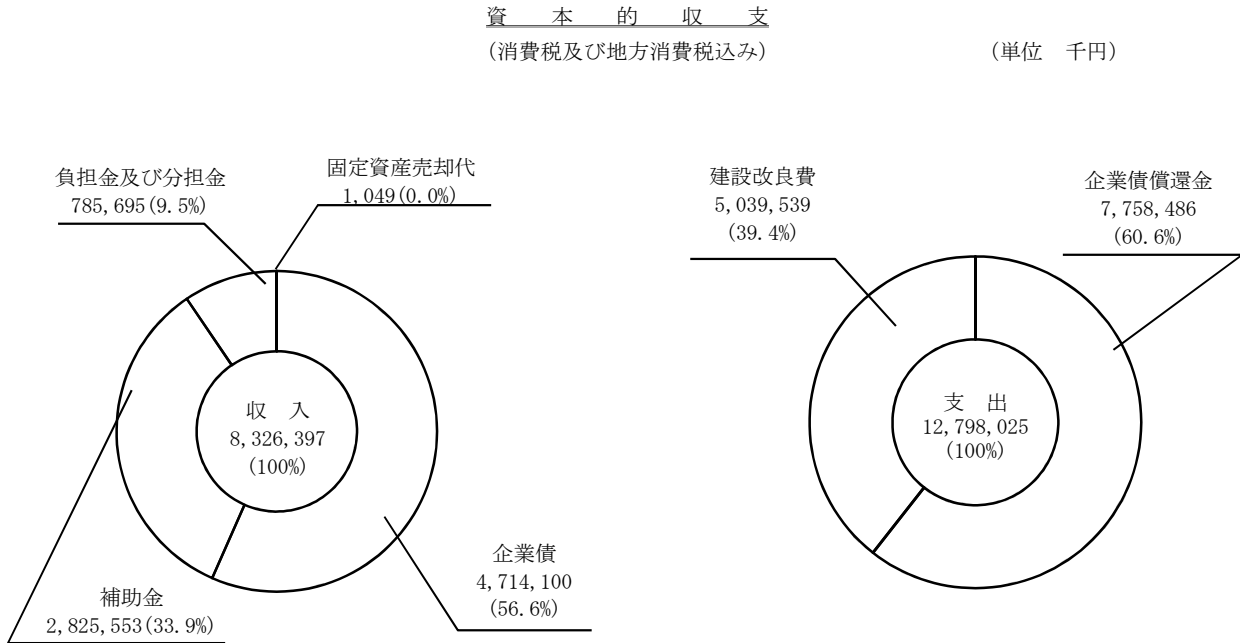 資本的収支
(消費税及び地方消費税込み)
(単位 千円)
負担金及び分担金
785,695(9.5%)
固定資産売却代
1,049(0.0%)
収 入
8,326,397
(100%)
企業債
4,714,100
(56.6%)
補助金
2,825,553(33.9%)
建設改良費
5,039,539
(39.4%)
企業債償還金
7,758,486
(60.6%)
支 出
12,798,025
(100%)